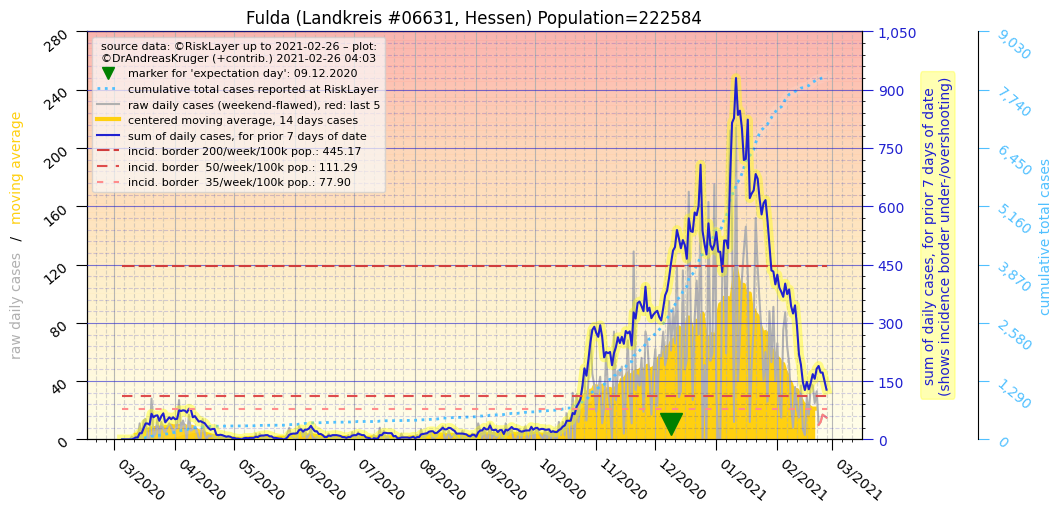 Fulda (Landkreis #06631, Hessen) Population=222584
source data: ©RiskLayer up to 2021-02-26 – plot:
©DrAndreasKruger (+contrib.) 2021-02-26 04:03
marker for 'expectation day': 09.12.2020
cumulative total cases reported at RiskLayer
raw daily cases (weekend-flawed), red: last 5
centered moving average, 14 days cases
sum of daily cases, for prior 7 days of date
incid. border 200/week/100k pop.: 445.17
incid. border  50/week/100k pop.: 111.29
incid. border  35/week/100k pop.: 77.90
raw daily cases / moving average
280
240
200
160
120
80
40
0
03/2020
04/2020
05/2020
06/2020
07/2020
08/2020
09/2020
10/2020
11/2020
12/2020
01/2021
02/2021
03/2021
1,050
900
750
600
450
300
150
0
sum of daily cases, for prior 7 days of date
(shows incidence border under-/overshooting)
9,030
7,740
6,450
5,160
3,870
2,580
1,290
0
cumulative total cases